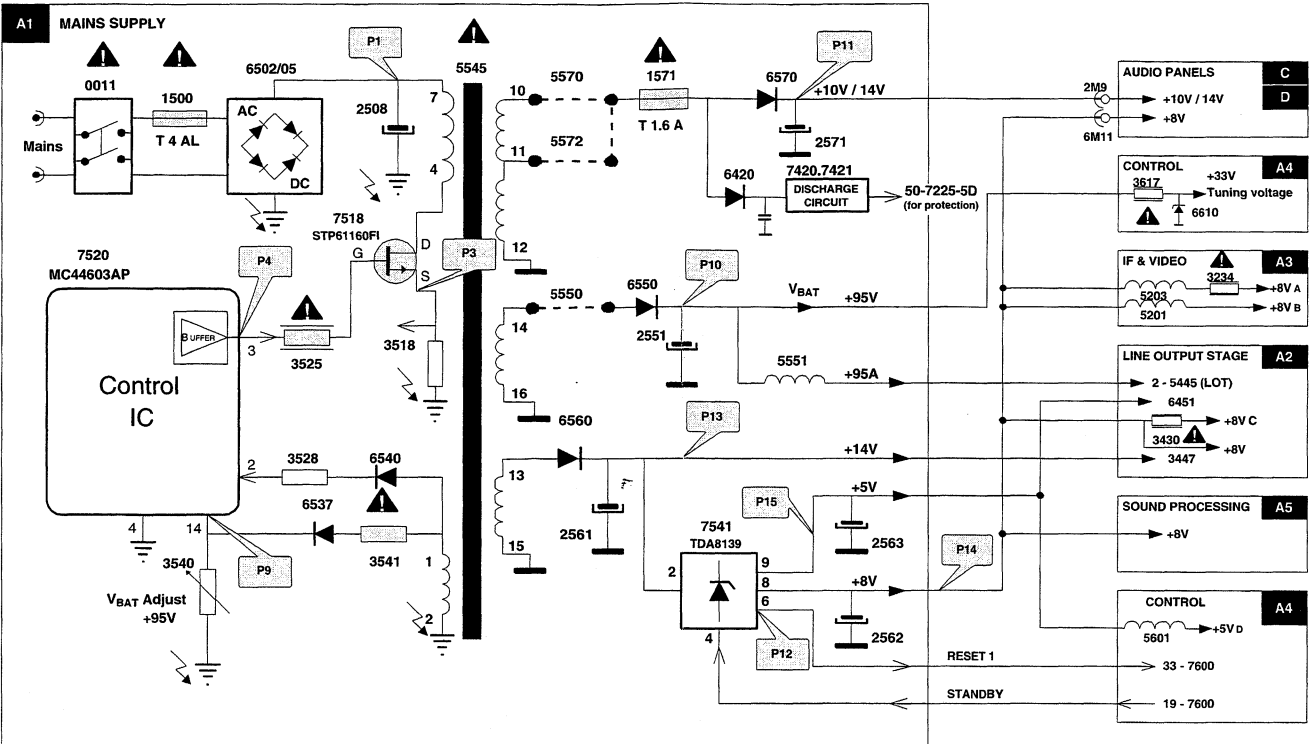 A1 MAINS SUPPLY
0011
1500
T 4 AL
Mains
6502/05
AC
DC
P1
2508
7
4
5545
7518
STP61160FI
G
D
S
P3
7520
MC44603AP
P4
BUFFER
3
3525
3518
Control
IC
2
3528
6540
6537
4
14
3541
1
2
3540
P9
VBAT Adjust
+95V
10
11
12
5570
5572
1571
T 1.6 A
6570
P11
+10V / 14V
2571
6420
7420.7421
DISCHARGE
CIRCUIT
50-7225-5D
(for protection)
14
16
5550
6550
P10
VBAT
+95V
2551
5551
+95A
13
15
6560
P13
+14V
2561
P15
+5V
7541
TDA8139
2
9
8
6
4
2563
+8V
P14
2562
P12
RESET 1
STANDBY
AUDIO PANELS
C
D
2M9
+10V / 14V
+8V
6M11
CONTROL
A4
3617
+33V
Tuning voltage
6610
IF & VIDEO
A3
3234
5203
+8V A
5201
+8V B
LINE OUTPUT STAGE
A2
2 - 5445 (LOT)
6451
+8V C
3430
+8V
3447
SOUND PROCESSING
A5
+8V
CONTROL
A4
+5V D
5601
33 - 7600
19 - 7600